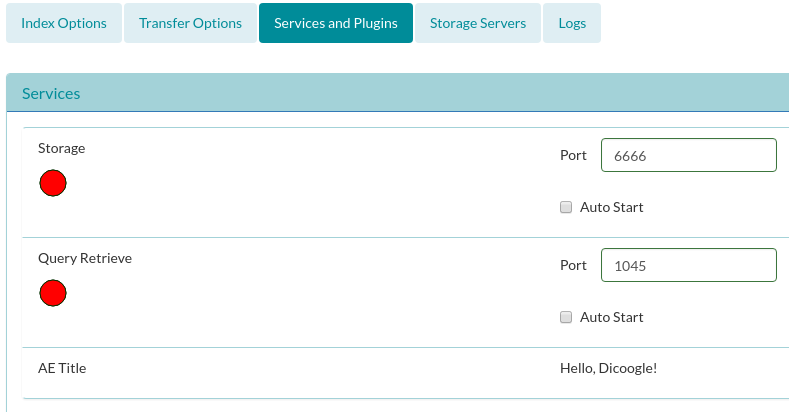 Index Options Transfer Options Services and Plugins Storage Servers Logs
Services
Storage
Port 6666
Auto Start
Query Retrieve
Port 1045
Auto Start
AE Title Hello, Dicoogle!